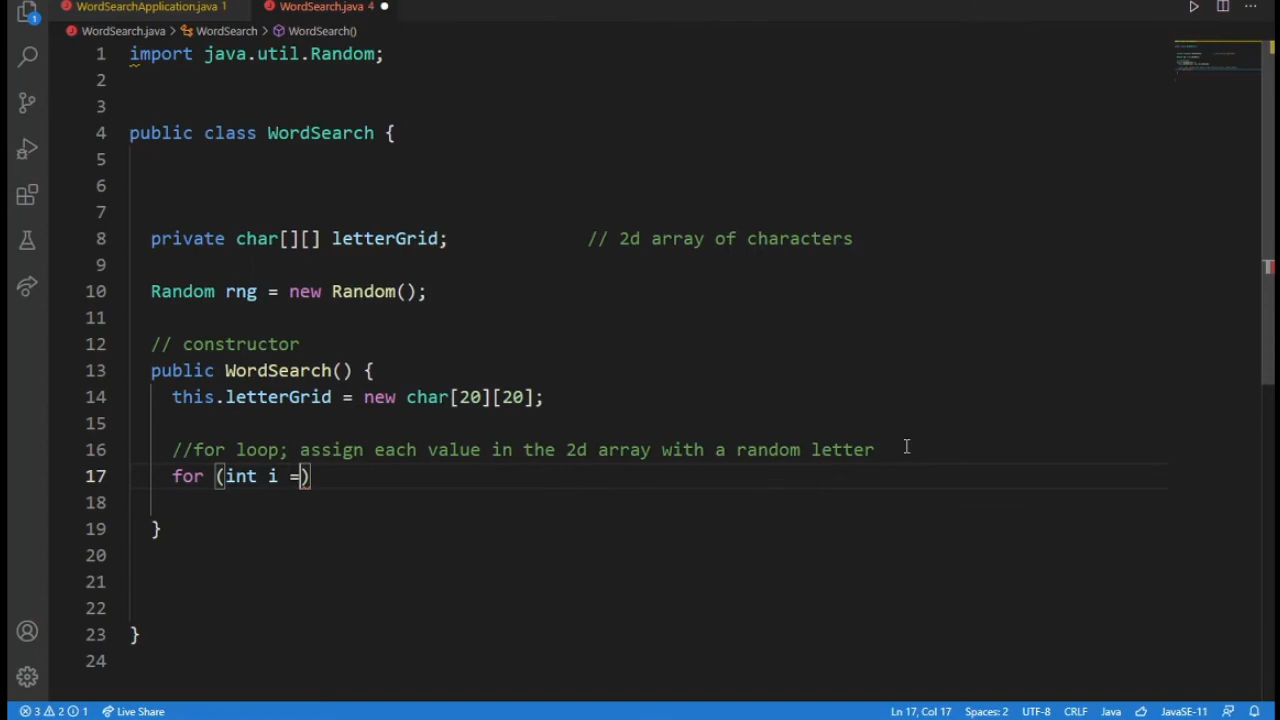 WordSearchApplication.java 1
WordSearch.java 4
WordSearch.java > WordSearch > WordSearch()
1 import java.util.Random;
2
3
4 public class WordSearch {
5
6
7
8 private char[][] letterGrid; // 2d array of characters
9
10 Random rng = new Random();
11
12 // constructor
13 public WordSearch() {
14 this.letterGrid = new char[20][20];
15
16 //for loop; assign each value in the 2d array with a random letter
17 for (int i =)
18
19 }
20
21
22
23 }
24
1
3 2 1 Live Share Ln 17, Col 17 Spaces: 2 UTF-8 CRLF Java JavaSE-11